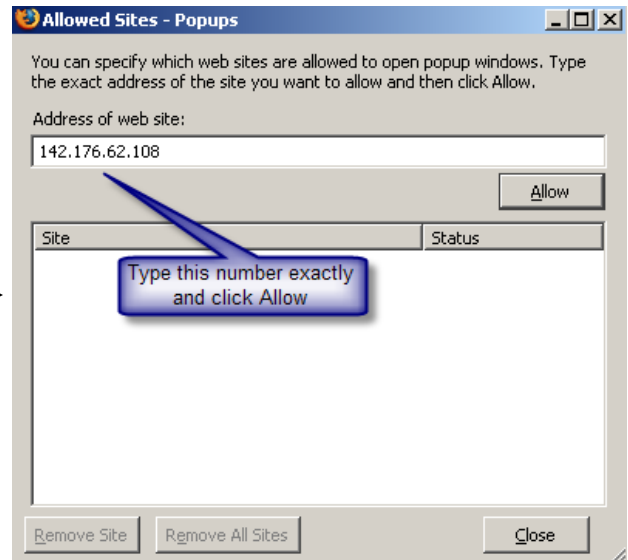 Allowed Sites - Popups
You can specify which web sites are allowed to open popup windows. Type
the exact address of the site you want to allow and then click Allow.
Address of web site:
142.176.62.108
Allow
Site Status
Type this number exactly
and click Allow
Remove Site Remove All Sites Close